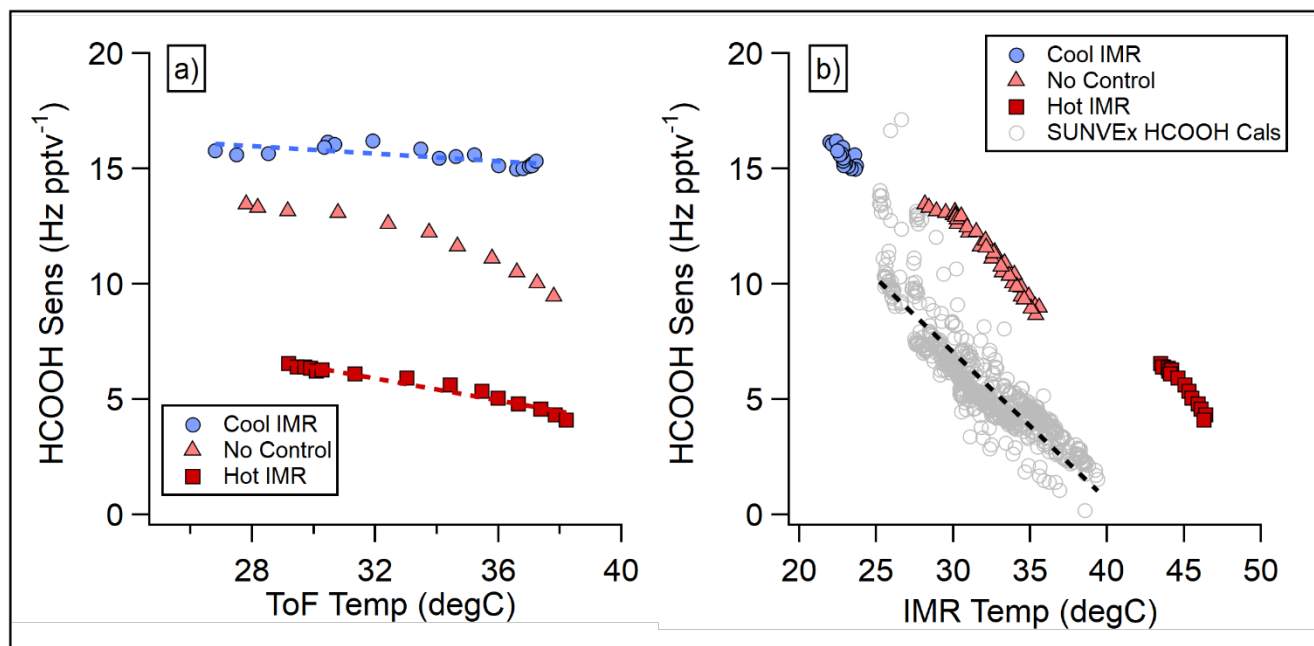 a)
20
15
10
5
0
HCOOH Sens (Hz pptv⁻¹)
Cool IMR
No Control
Hot IMR
28 32 36 40
ToF Temp (degC)
b)
Cool IMR
No Control
Hot IMR
SUNVEx HCOOH Cals
20
15
10
5
0
HCOOH Sens (Hz pptv⁻¹)
20 25 30 35 40 45 50
IMR Temp (degC)